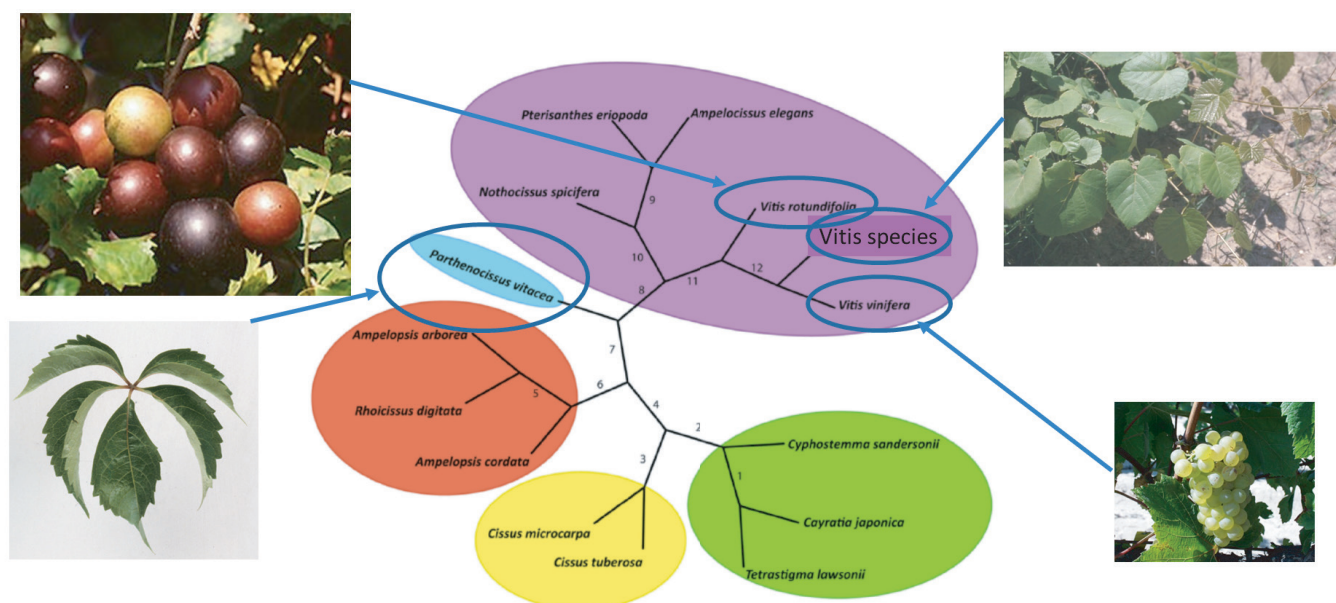 Pterisanthes eriopoda
Ampelocissus elegans
Nothocissus spicifera
9
Vitis rotundifolia
Vitis species
10
12
8
11
Parthenocissus vitacea
Vitis vinifera
Ampelopsis arborea
7
Rhoicissus digitata
5
6
4
2
Ampelopsis cordata
3
Cyphostemma sandersonii
1
Cissus microcarpa
Cayratia japonica
Cissus tuberosa
Tetrastigma lawsonii